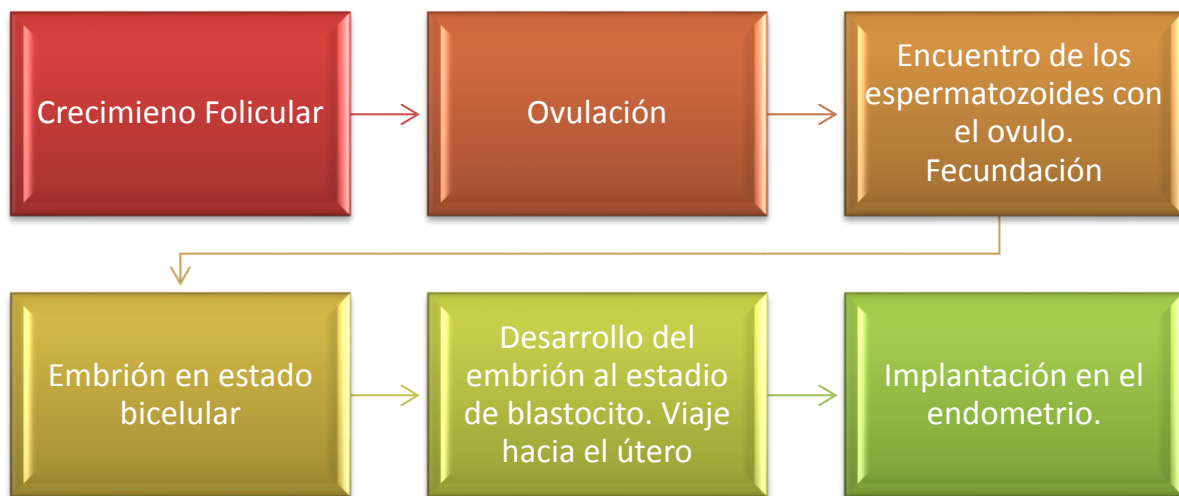 Crecimieno Folicular
Ovulación
Encuentro de los
espermatozoides con
el ovulo.
Fecundación
Embrión en estado
bicelular
Desarrollo del
embrión al estadio
de blastocito. Viaje
hacia el útero
Implantación en el
endometrio.